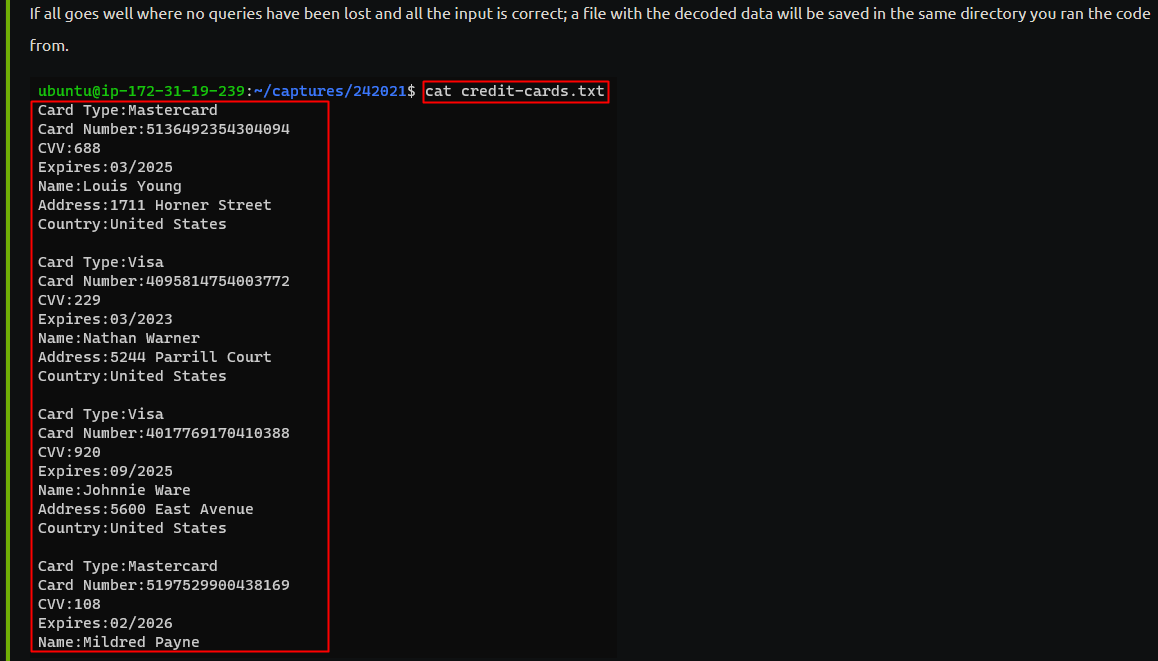 If all goes well where no queries have been lost and all the input is correct; a file with the decoded data will be saved in the same directory you ran the code
from.
ubuntu@ip-172-31-19-239:~/captures/242021$ cat credit-cards.txt
Card Type:Mastercard
Card Number:5136492354304094
CVV:688
Expires:03/2025
Name:Louis Young
Address:1711 Horner Street
Country:United States
Card Type:Visa
Card Number:4095814754003772
CVV:229
Expires:03/2023
Name:Nathan Warner
Address:5244 Parrill Court
Country:United States
Card Type:Visa
Card Number:4017769170410388
CVV:920
Expires:09/2025
Name:Johnnie Ware
Address:5600 East Avenue
Country:United States
Card Type:Mastercard
Card Number:5197529900438169
CVV:108
Expires:02/2026
Name:Mildred Payne